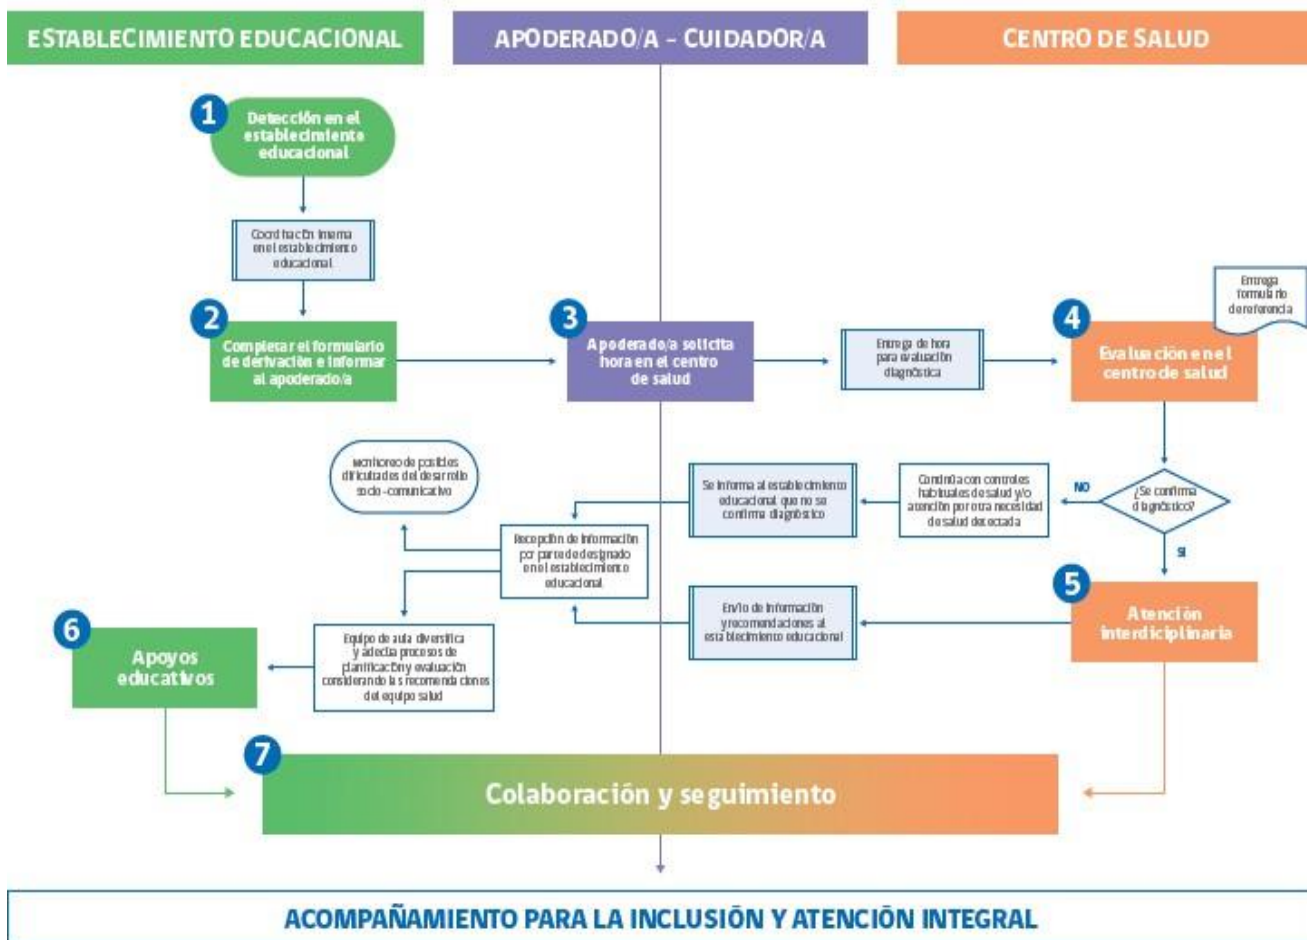 ESTABLECIMIENTO EDUCACIONAL
APODERADO/A – CUIDADOR/A
CENTRO DE SALUD
1
Detección en el
establecimiento
educacional
Coordinación interna
en el establecimiento
educacional
2
Completar el formulario
de derivación e informar
al apoderado/a
3
Apoderado/a solicita
hora en el centro
de salud
Entrega de hora
para evaluación
diagnóstica
Entrega
formulario
de referencia
4
Evaluación en el
centro de salud
¿Se confirma
diagnóstico?
NO
SI
Continúa con controles
habituales de salud y/o
atención por otra necesidad
de salud detectada
Se informa al establecimiento
educacional que no se
confirma diagnóstico
Monitoreo de posibles
dificultades del desarrollo
socio-comunicativo
Recepción de información
por parte de designado
en el establecimiento
educacional
5
Atención
interdiciplinaria
Envío de información
y recomendaciones al
establecimiento educacional
Equipo de aula diversifica
y adecúa procesos de
planificación y evaluación
considerando las recomendaciones
del equipo salud
6
Apoyos
educativos
7
Colaboración y seguimiento
ACOMPAÑAMIENTO PARA LA INCLUSIÓN Y ATENCIÓN INTEGRAL